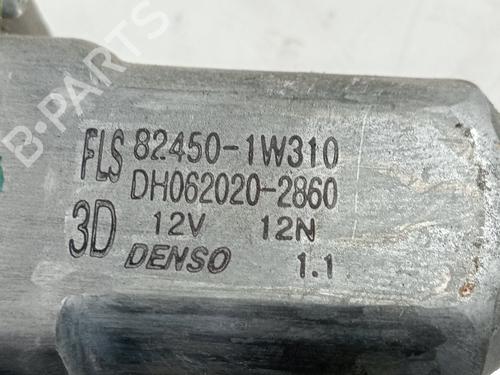 B-PARTS
FLS 82450-1W310
DH062020-2860
3D 12V 12N
DENSO 1.1